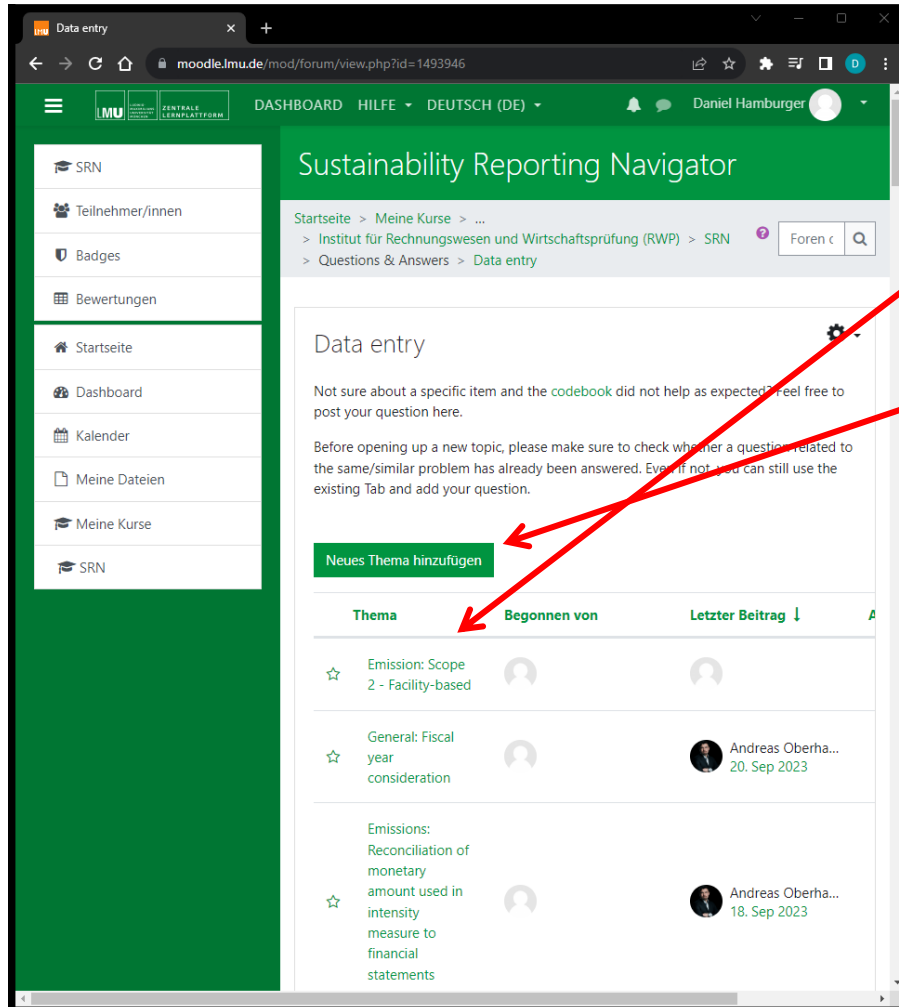 Data entry
moodle.lmu.de/mod/forum/view.php?id=1493946
D
LMU
ZENTRALE
LERNPLATTFORM
DASHBOARD HILFE DEUTSCH (DE)
Daniel Hamburger
SRN
Teilnehmer/innen
Badges
Bewertungen
Startseite
Dashboard
Kalender
Meine Dateien
Meine Kurse
SRN
Sustainability Reporting Navigator
Startseite > Meine Kurse > ...
> Institut für Rechnungswesen und Wirtschaftsprüfung (RWP) > SRN
> Questions & Answers > Data entry
Foren
Data entry
Not sure about a specific item and the codebook did not help as expected? Feel free to
post your question here.
Before opening up a new topic, please make sure to check whether a question related to
the same/similar problem has already been answered. Even if not, you can still use the
existing Tab and add your question.
Neues Thema hinzufügen
Thema Begonnen von Letzter Beitrag ↓ A
Emission: Scope
2 - Facility-based
General: Fiscal
year
consideration
Andreas Oberha...
20. Sep 2023
Emissions:
Reconciliation of
monetary
amount used in
intensity
measure to
financial
statements
Andreas Oberha...
18. Sep 2023